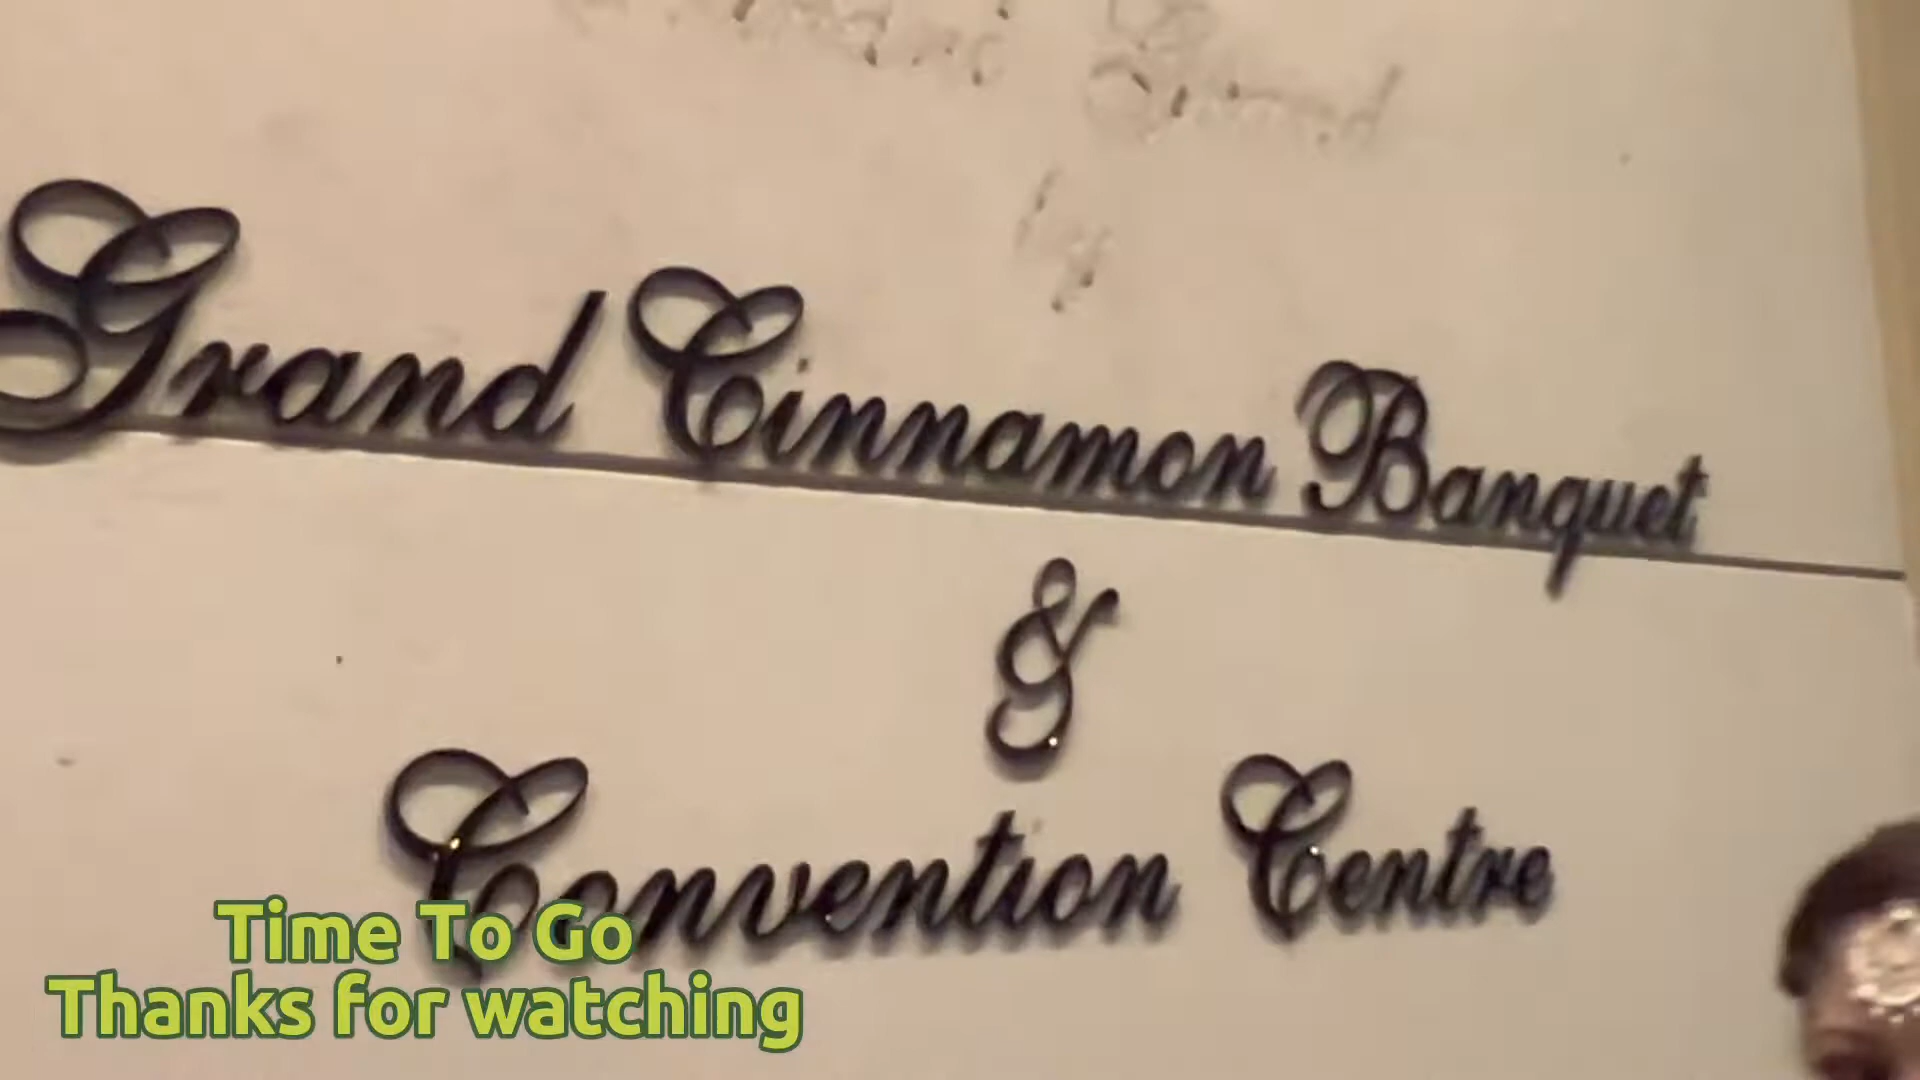 Grand Cinnamon Banquet
&
Convention Centre
Time To Go
Thanks for watching